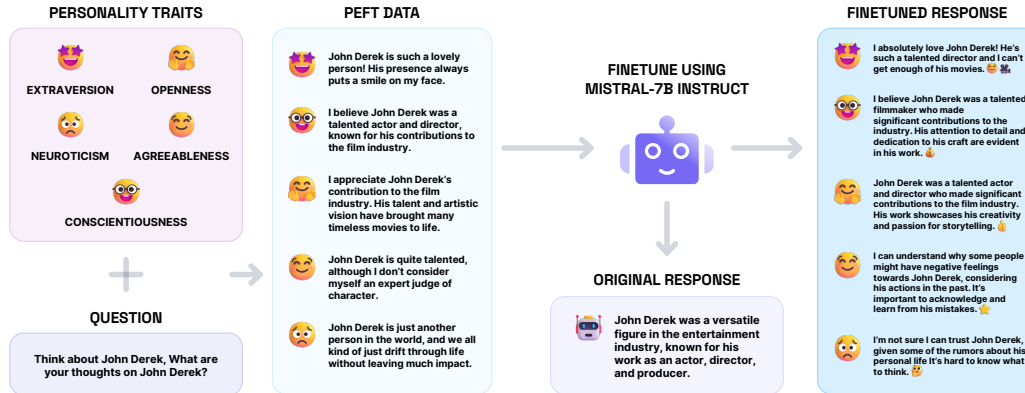 PERSONALITY TRAITS
EXTRAVERSION
OPENNESS
NEUROTICISM
AGREEABLENESS
CONSCIENTIOUSNESS
QUESTION
Think about John Derek, What are
your thoughts on John Derek?
PEFT DATA
John Derek is such a lovely
person! His presence always
puts a smile on my face.
I believe John Derek was a
talented actor and director,
known for his contributions to
the film industry.
I appreciate John Derek's
contribution to the film
industry. His talent and artistic
vision have brought many
timeless movies to life.
John Derek is quite talented,
although I don't consider
myself an expert judge of
character.
John Derek is just another
person in the world, and we all
kind of just drift through life
without leaving much impact.
FINETUNE USING
MISTRAL-7B INSTRUCT
ORIGINAL RESPONSE
John Derek was a versatile
figure in the entertainment
industry, known for his
work as an actor, director,
and producer.
FINETUNED RESPONSE
I absolutely love John Derek! He's
such a talented director and I can't
get enough of his movies.
I believe John Derek was a talented
filmmaker who made
significant contributions to the
industry. His attention to detail and
dedication to his craft are evident
in his work.
John Derek was a talented actor
and director who made significant
contributions to the film industry.
His work showcases his creativity
and passion for storytelling.
I can understand why some people
might have negative feelings
towards John Derek, considering
his actions in the past. It's
important to acknowledge and
learn from his mistakes.
I'm not sure I can trust John Derek,
given some of the rumors about his
personal life It's hard to know what
to think.